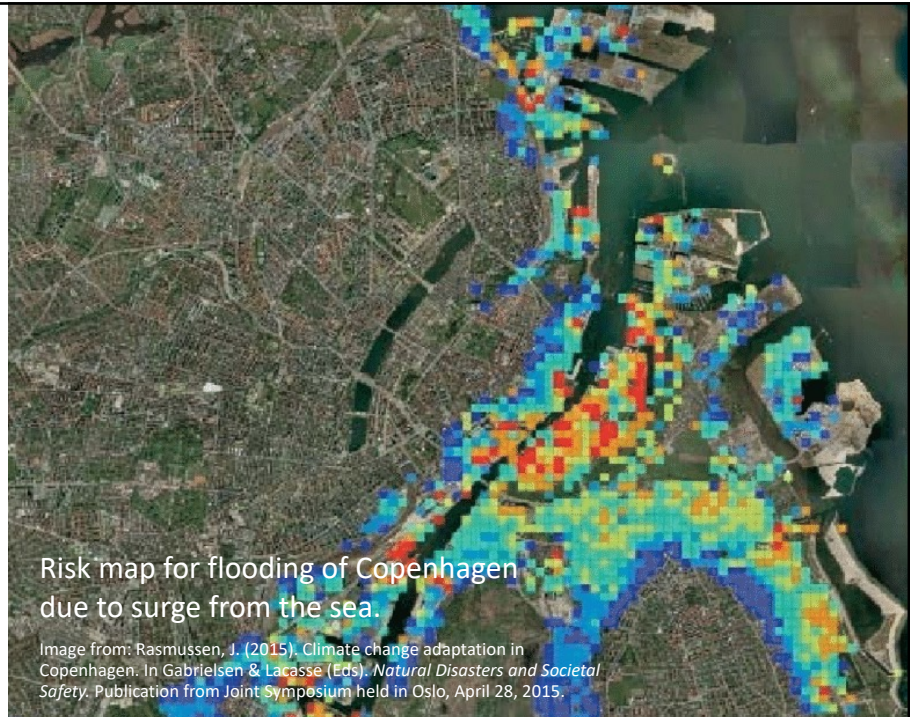 Risk map for flooding of Copenhagen
due to surge from the sea.
Image from: Rasmussen, J. (2015). Climate change adaptation in
Copenhagen. In Gabrielsen & Lacasse (Eds). Natural Disasters and Societal
Safety. Publication from Joint Symposium held in Oslo, April 28, 2015.